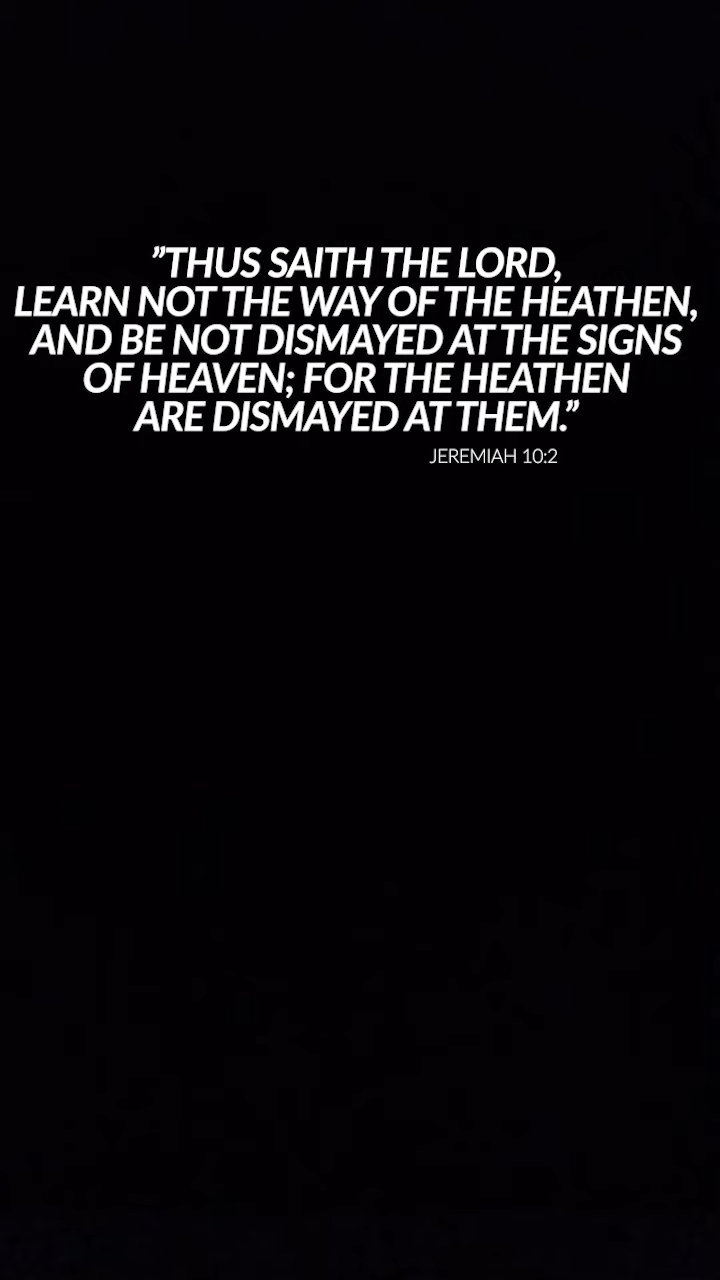 ”THUS SAITH THE LORD,
LEARN NOT THE WAY OF THE HEATHEN,
AND BE NOT DISMAYED AT THE SIGNS
OF HEAVEN; FOR THE HEATHEN
ARE DISMAYED AT THEM.”
JEREMIAH 10:2